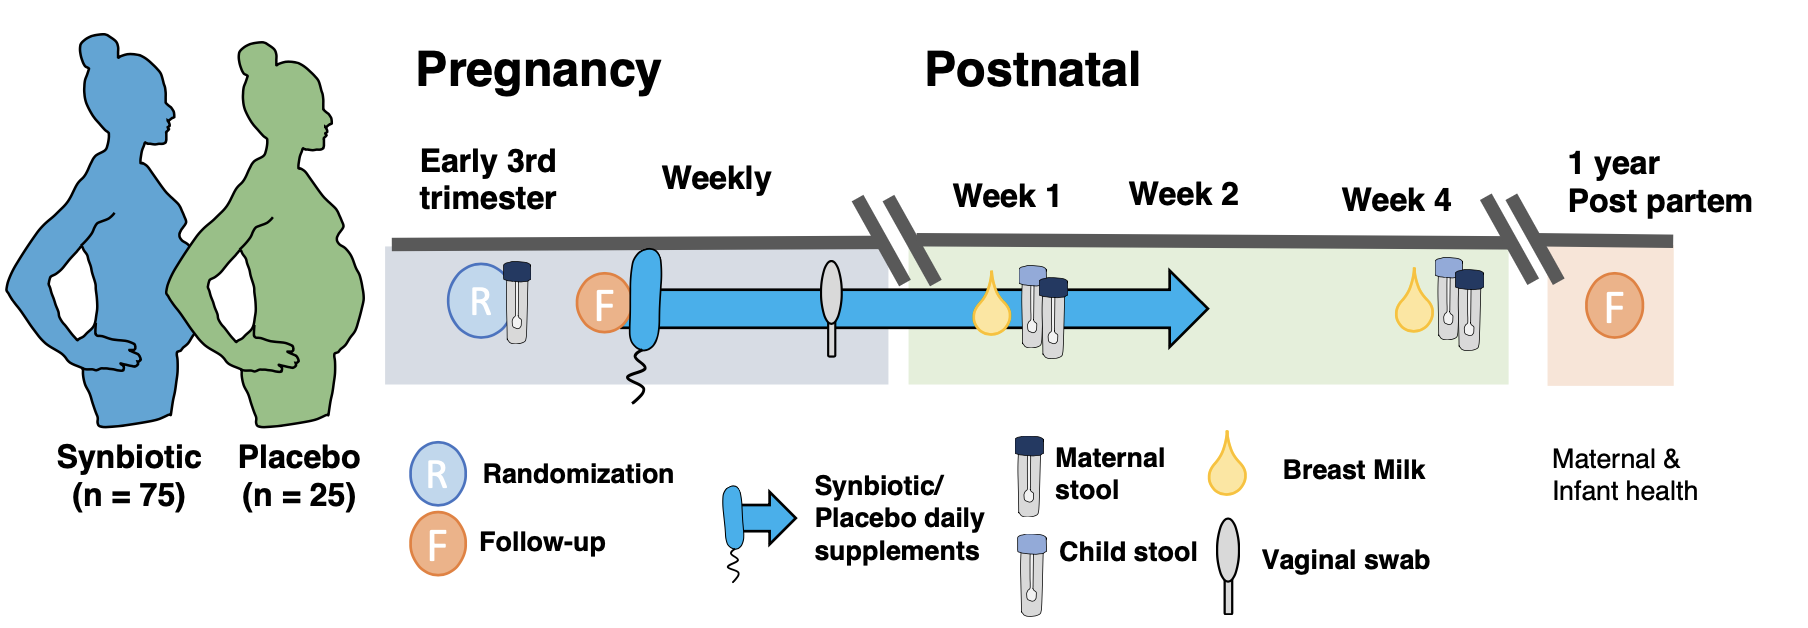 Pregnancy
Postnatal
Early 3rd
trimester
Weekly
Week 1
Week 2
Week 4
1 year
Post partem
R
F
F
Synbiotic
(n = 75)
Placebo
(n = 25)
R
Randomization
F
Follow-up
Synbiotic/
Placebo daily
supplements
Maternal
stool
Child stool
Breast Milk
Vaginal swab
Maternal &
Infant health